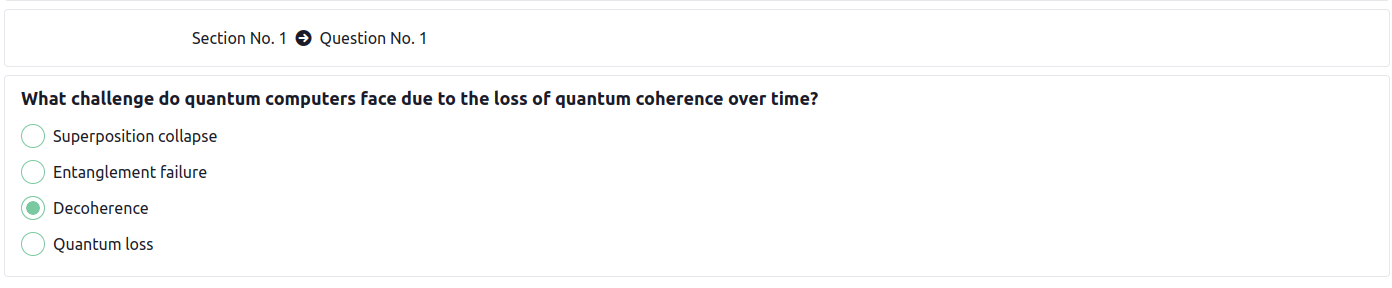 Section No. 1 Question No. 1
What challenge do quantum computers face due to the loss of quantum coherence over time?
Superposition collapse
Entanglement failure
Decoherence
Quantum loss